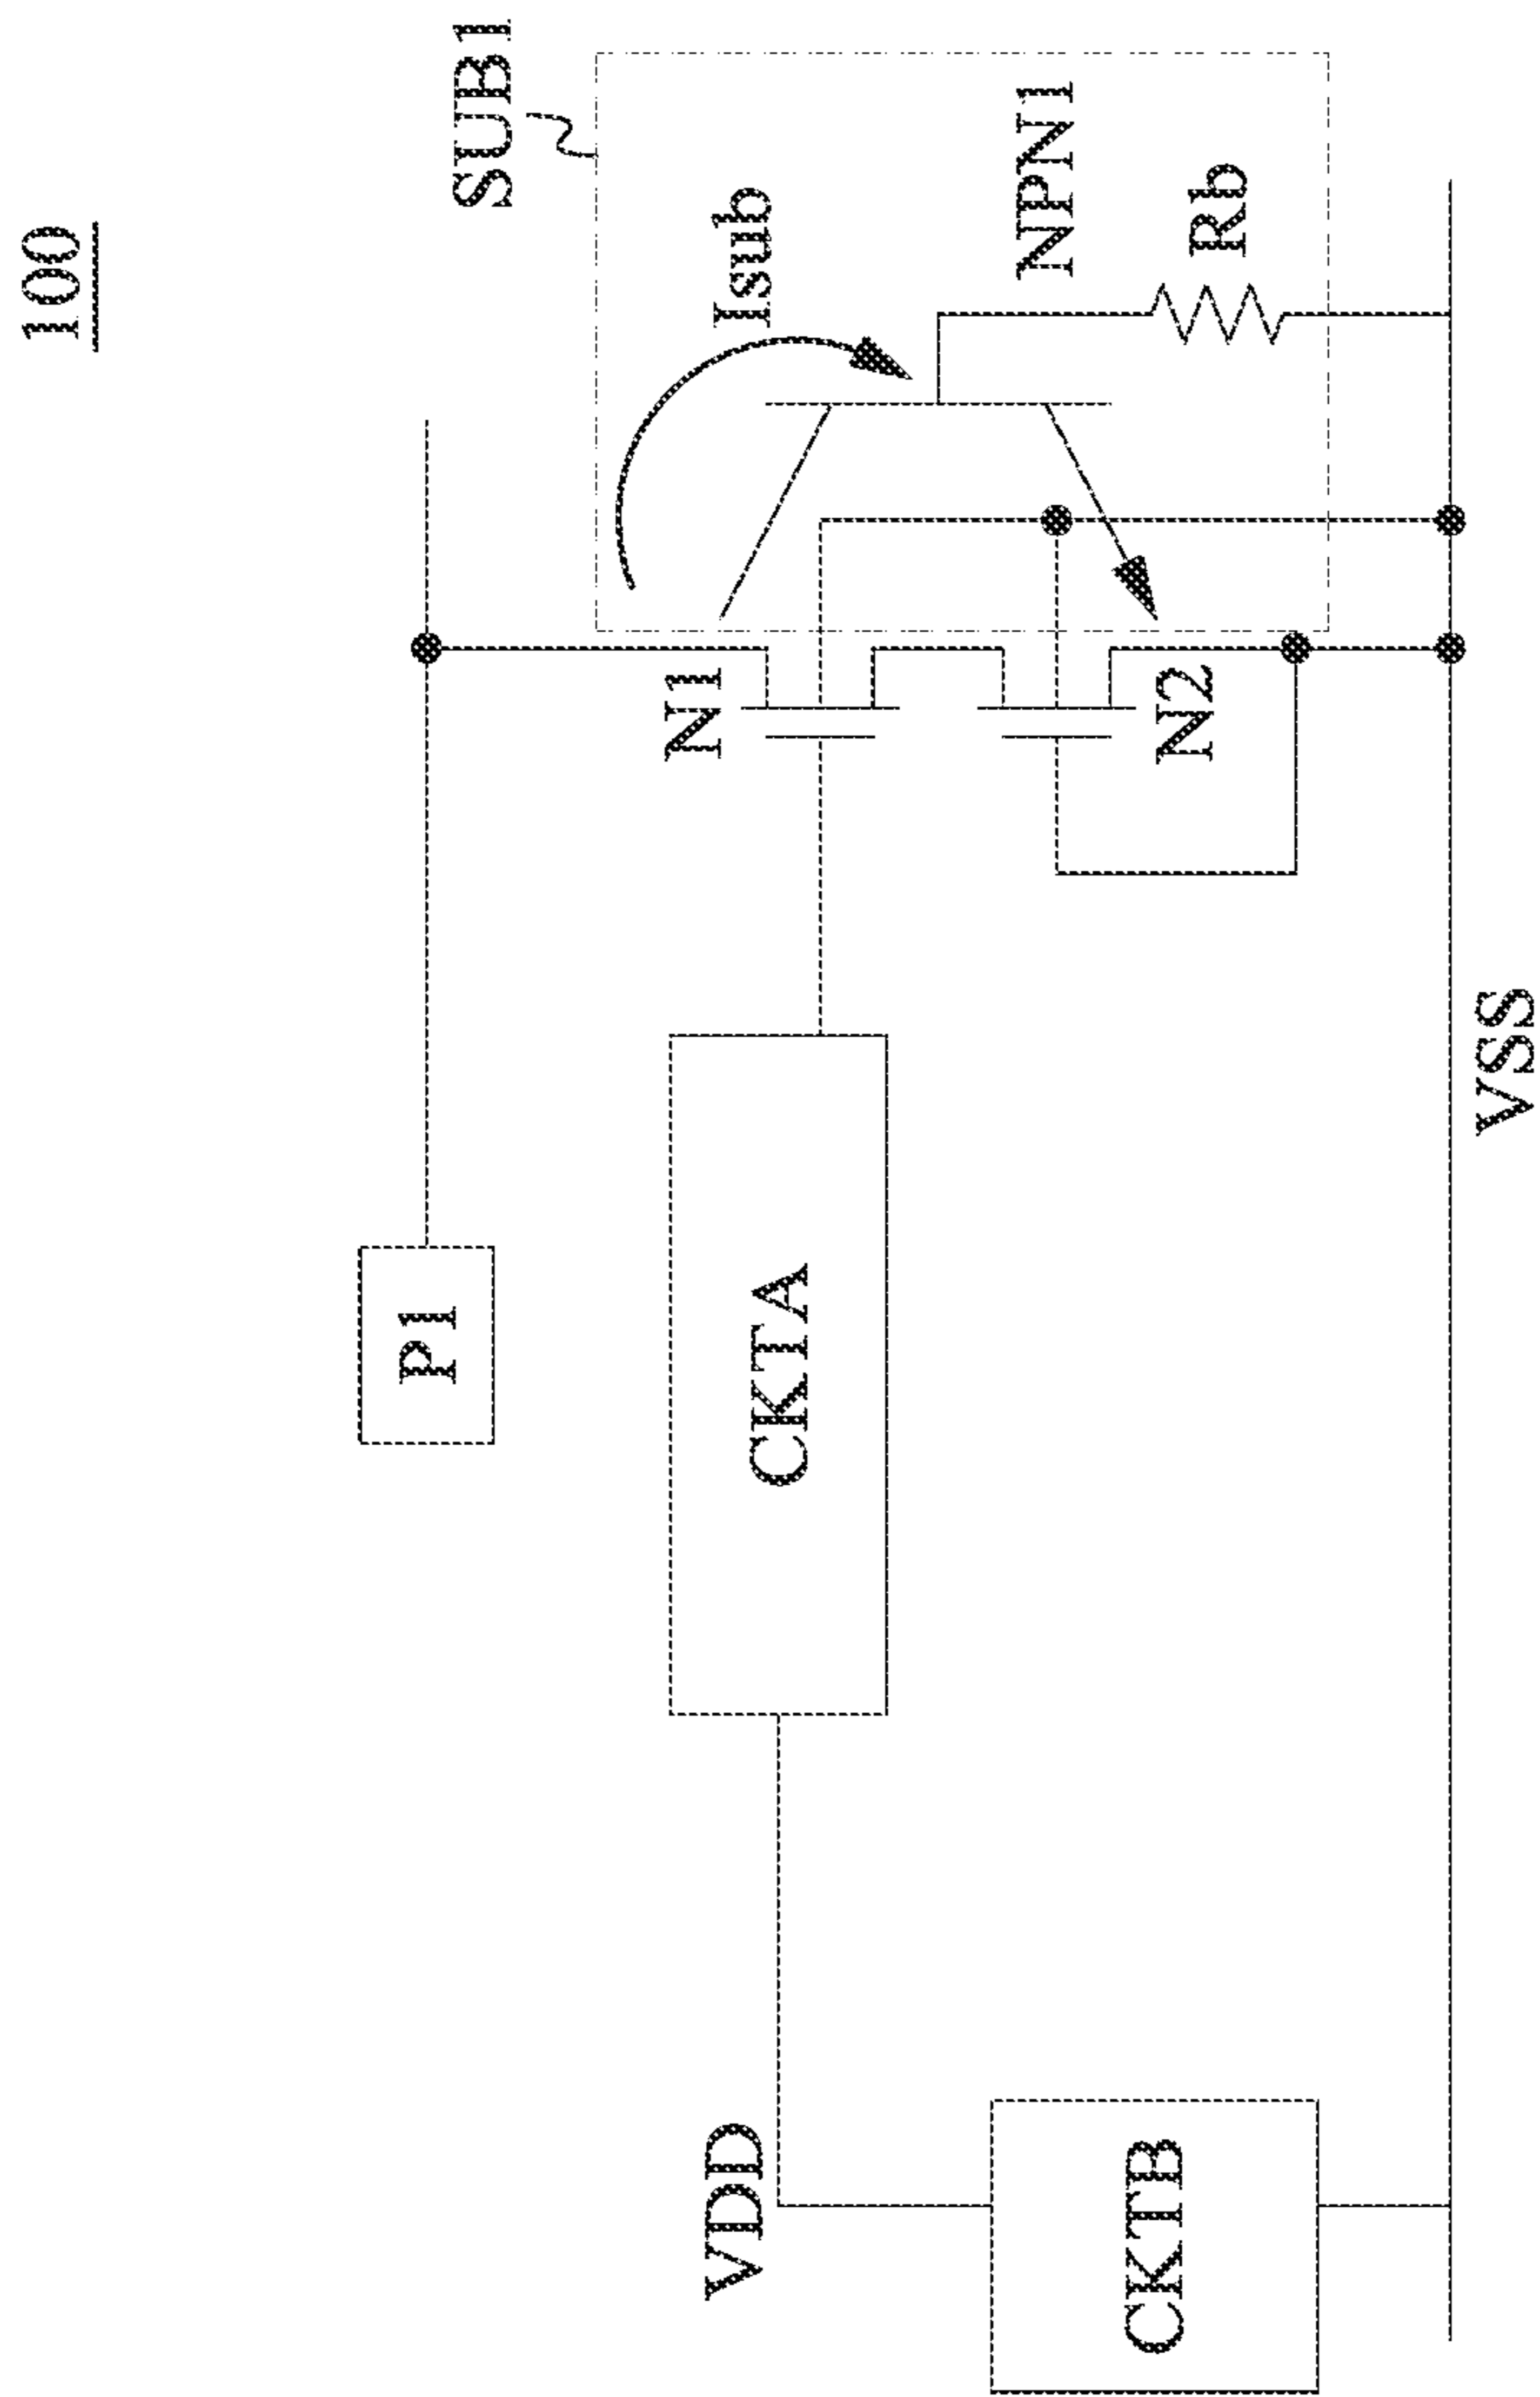 100
SUB1
Isub
NPN1
Rb
N1
N2
P1
CKTA
VSS
VDD
CKTB